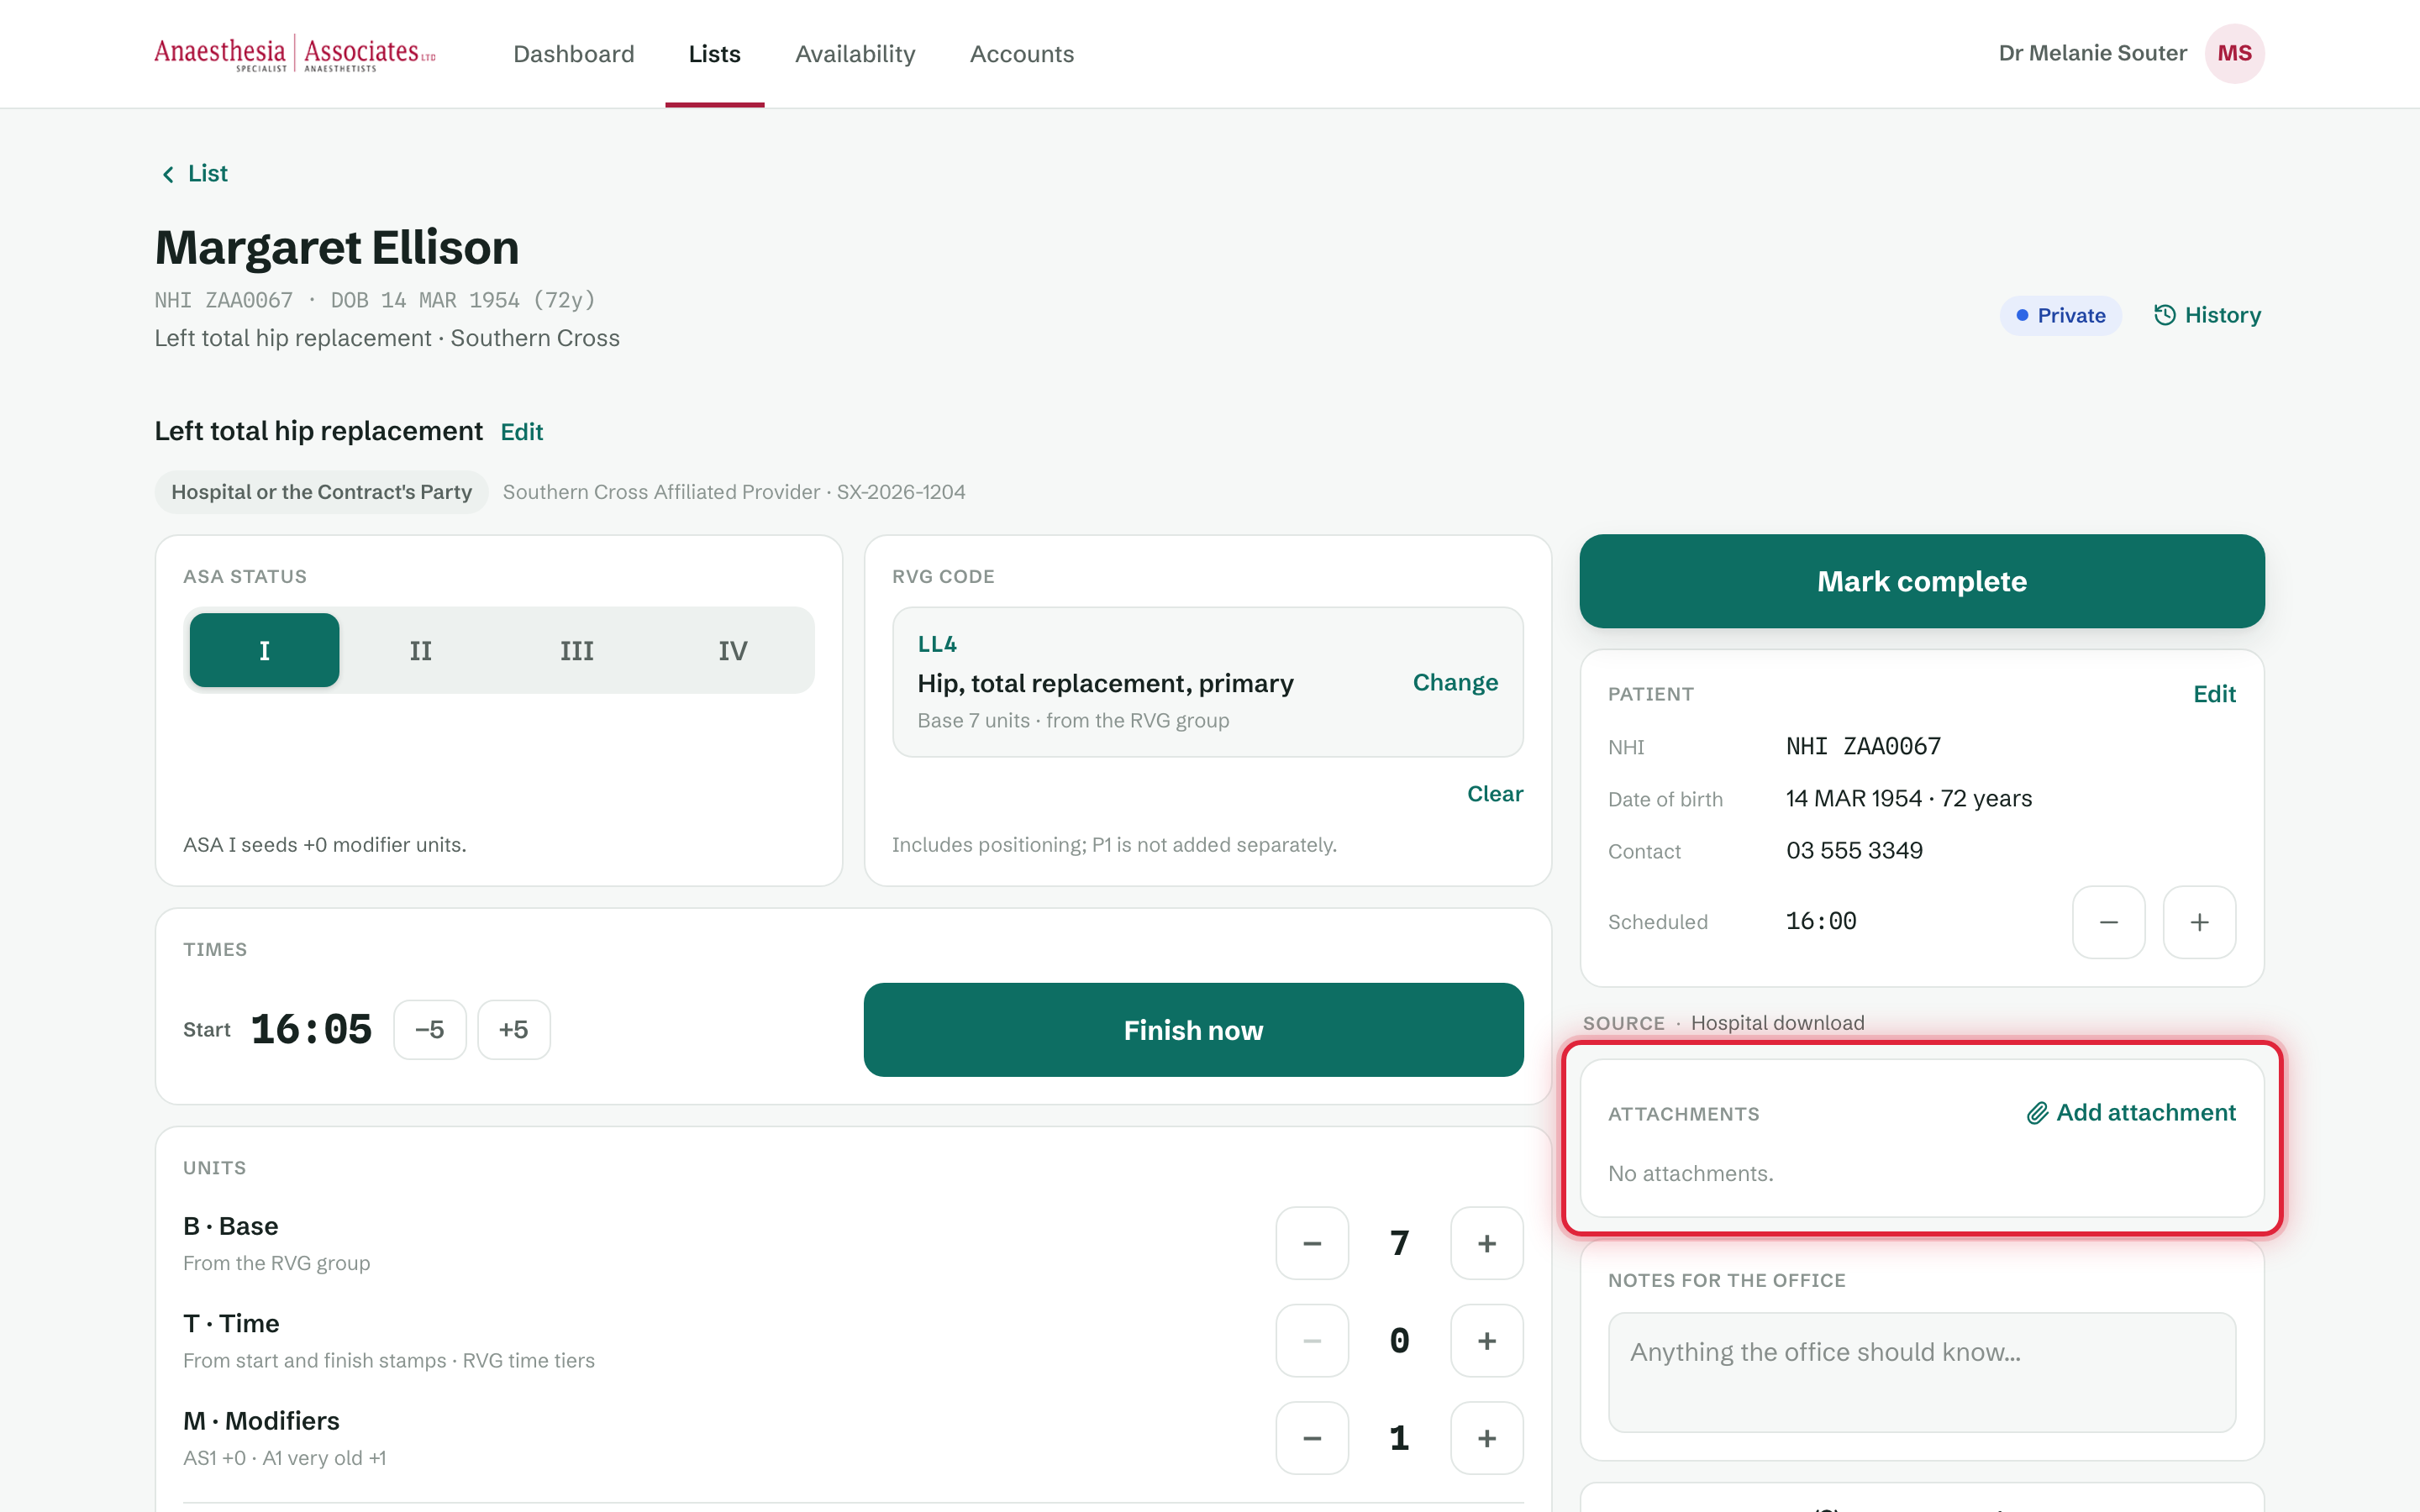 Anaesthesia | Associates LTD
SPECIALIST ANAESTHETISTS
Dashboard
Lists
Availability
Accounts
Dr Melanie Souter
MS
List
Margaret Ellison
NHI ZAA0067 · DOB 14 MAR 1954 (72y)
Left total hip replacement · Southern Cross
Private
History
Left total hip replacement Edit
Hospital or the Contract's Party
Southern Cross Affiliated Provider · SX-2026-1204
ASA STATUS
I
II
III
IV
ASA I seeds +0 modifier units.
RVG CODE
LL4
Hip, total replacement, primary
Change
Base 7 units · from the RVG group
Clear
Includes positioning; P1 is not added separately.
TIMES
Start 16:05 −5 +5
Finish now
UNITS
B · Base
From the RVG group
− 7 +
T · Time
From start and finish stamps · RVG time tiers
− 0 +
M · Modifiers
AS1 +0 · A1 very old +1
− 1 +
Mark complete
PATIENT
Edit
NHI NHI ZAA0067
Date of birth 14 MAR 1954 · 72 years
Contact 03 555 3349
Scheduled 16:00 − +
SOURCE · Hospital download
ATTACHMENTS
Add attachment
No attachments.
NOTES FOR THE OFFICE
Anything the office should know...